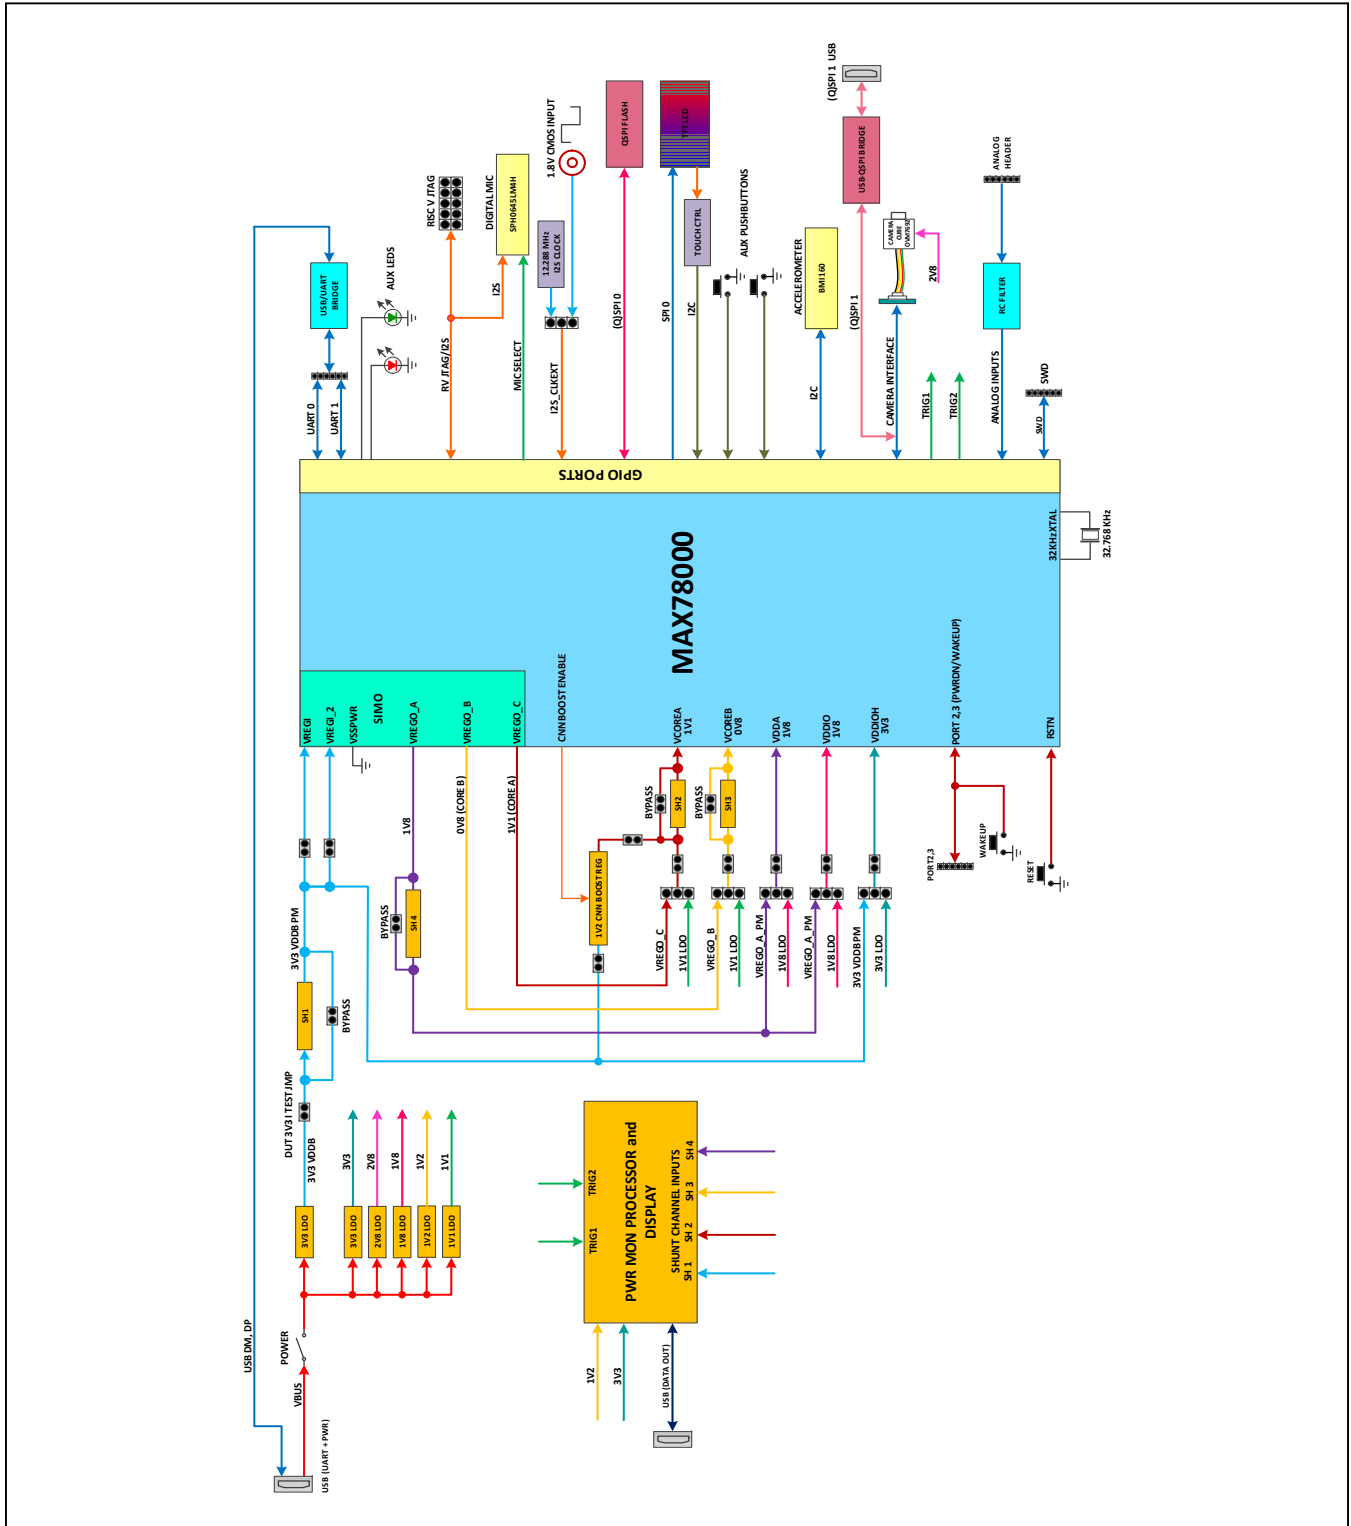 (Q)SPI 1 USB
USB-QSPI BRIDGE
(Q)SPI 1
QSPI FLASH
(Q)SPI 0
TFT LCD
SPI 0
TOUCH CTRL
I2C
AUX PUSHBUTTONS
1.8V CMOS INPUT
12.288 MHz
I2S CLOCK
I2S_CLKEXT
DIGITAL MIC
SPH0645LM4H
I2S
MIC SELECT
RISC V JTAG
RV JTAG/I2S
AUX LEDS
USB/UART
BRIDGE
UART 0
UART 1
ACCELEROMETER
BMI160
I2C
CAMERA
CUBE
OVM7692
2V8
CAMERA INTERFACE
TRIG1
TRIG2
ANALOG
HEADER
RC FILTER
ANALOG INPUTS
SWD
SWD
GPIO PORTS
MAX78000
32KHz XTAL
32.768 KHz
SIMO
VREGI
VREGI_2
VSSPWR
VREGO_A
VREGO_B
VREGO_C
CNN BOOST ENABLE
VCOREA
1V1
VCOREB
0V8
VDDA
1V8
VDDIO
1V8
VDDIOH
3V3
PORT 2,3 (PWRDN/WAKEUP)
RSTN
1V8
0V8 (CORE B)
1V1 (CORE A)
BYPASS
SH2
BYPASS
SH3
BYPASS
SH4
1V2 CNN BOOST REG
PORT2,3
WAKEUP
RESET
VREGO_C
1V1 LDO
VREGO_B
1V1 LDO
VREGO_A_PM
1V8 LDO
VREGO_A_PM
1V8 LDO
3V3 VDDBPM
3V3 LDO
3V3 VDDB PM
SH1
BYPASS
DUT 3V3 I TEST JMP
3V3 VDDB
3V3
2V8
1V8
1V2
1V1
3V3 LDO
3V3 LDO
2V8 LDO
1V8 LDO
1V2 LDO
1V1 LDO
USB DM, DP
POWER
VBUS
USB (UART + PWR)
TRIG2
TRIG1
PWR MON PROCESSOR and
DISPLAY
SHUNT CHANNEL INPUTS
SH 4
SH 3
SH 2
SH 1
1V2
3V3
USB (DATA OUT)